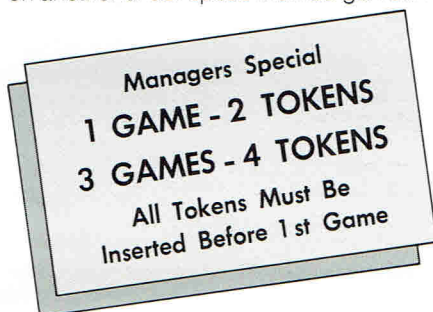 Managers Special
1 GAME - 2 TOKENS
3 GAMES - 4 TOKENS
All Tokens Must Be
Inserted Before 1st Game